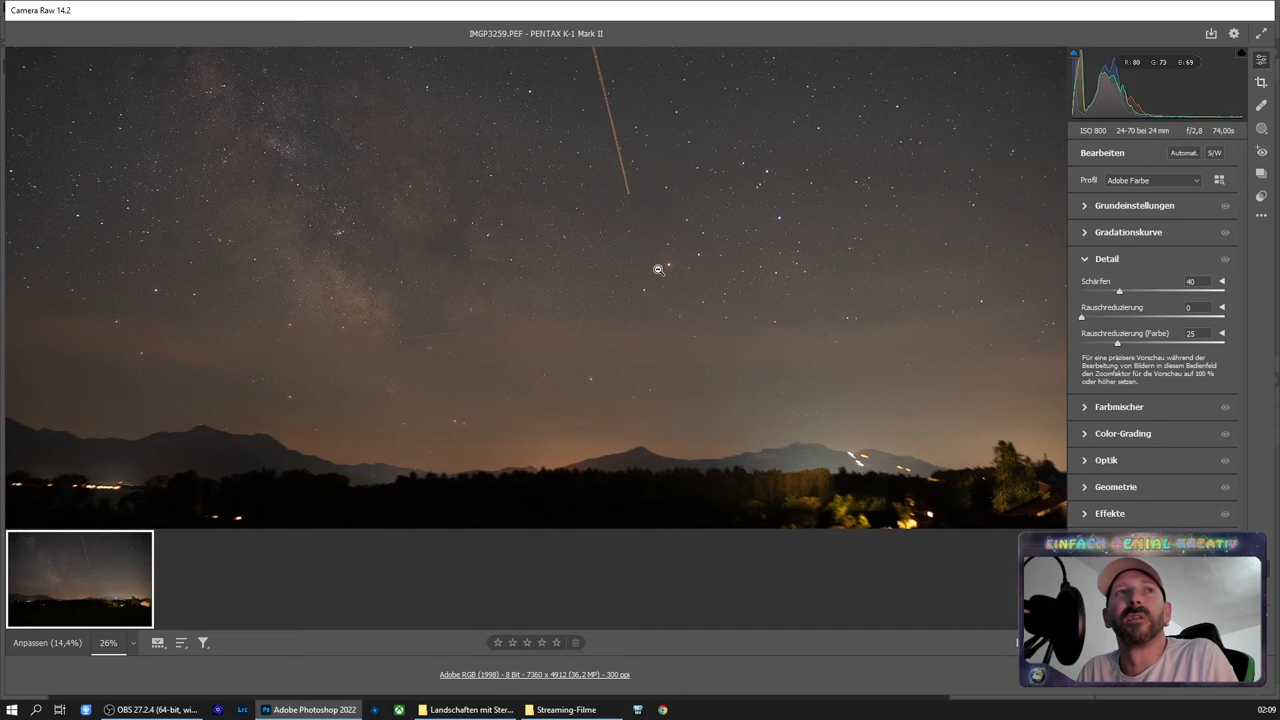 Camera Raw 14.2
IMGP3259.PEF - PENTAX K-1 Mark II
R: 80 G: 73 B: 69
ISO 800 24-70 bei 24 mm f/2,8 74,00s
Bearbeiten Automat. S/W
Profil Adobe Farbe
Grundeinstellungen
Gradationskurve
Detail
Schärfen 40
Rauschreduzierung 0
Rauschreduzierung (Farbe) 25
Für eine präzisere Vorschau während der
Bearbeitung von Bildern in diesem Bedienfeld
den Zoomfaktor für die Vorschau auf 100 %
oder höher setzen.
Farbmischer
Color-Grading
Optik
Geometrie
Effekte
EINFACH GENIAL KREATIV
Anpassen (14,4%) 26%
Adobe RGB (1998) - 8 Bit - 7360 x 4912 (36,2 MP) - 300 ppi
OBS 27.2.4 (64-bit, wi... Lrc Adobe Photoshop 2022 Landschaften mit Ster... Streaming-Filme 02:09